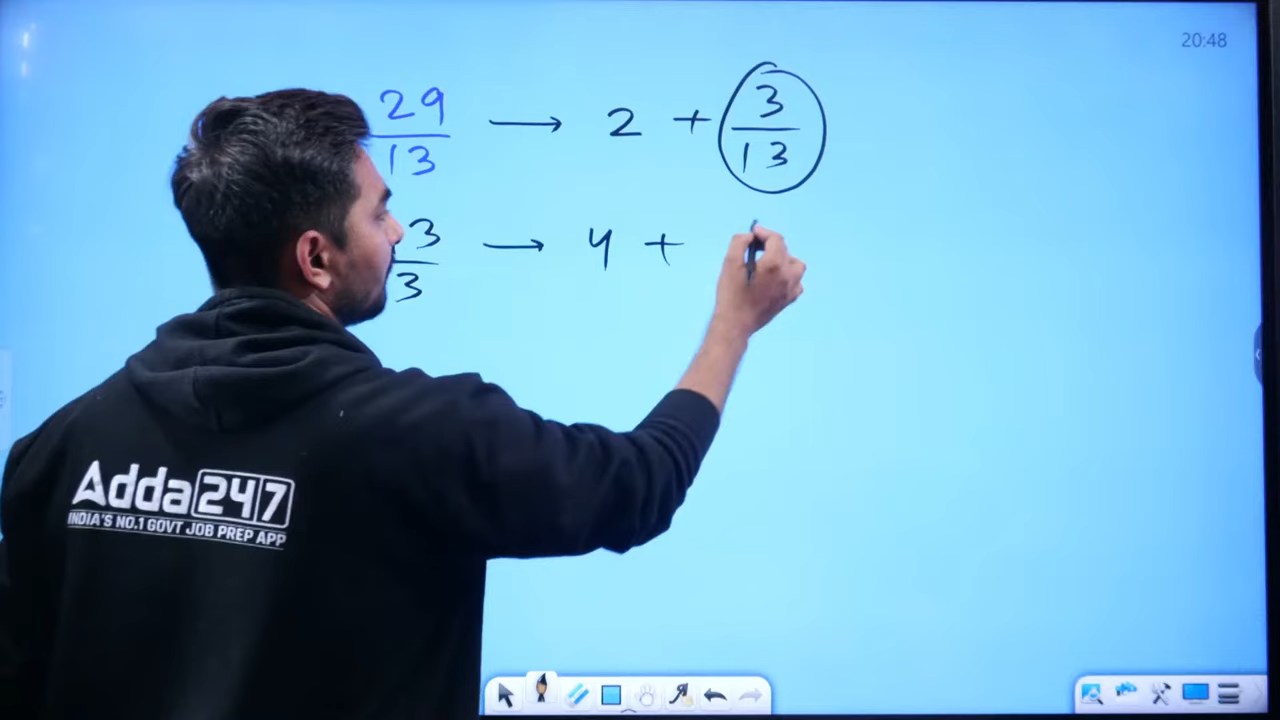 20:48
29/13 → 2 + 3/13
3/3 → 4 +
Adda247
INDIA'S NO.1 GOVT JOB PREP APP